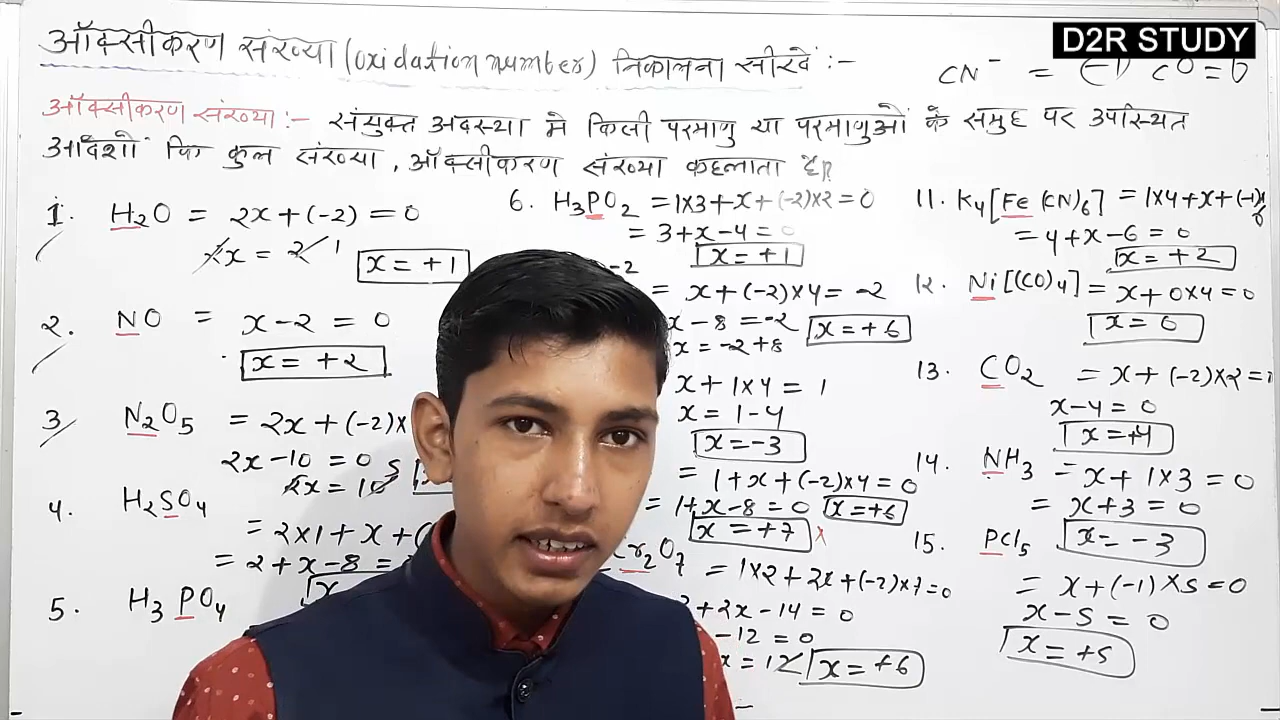 ऑक्सीकरण संख्या (Oxidation number) निकालना सीखें :-
D2R STUDY
CN⁻ = (-1) CO = 0
ऑक्सीकरण संख्या :- संयुक्त अवस्था मे किसी परमाणु या परमाणुओं के समुह पर उपस्थित
आवेशो कि कुल संख्या, ऑक्सीकरण संख्या कहलाता है।
1. H₂O = 2x + (-2) = 0
2x = 2 1
x = +1
2. NO = x - 2 = 0
x = +2
3. N₂O₅ = 2x + (-2)×
2x - 10 = 0
2x = 10 5
4. H₂SO₄
= 2×1 + x + (
= 2 + x - 8 =
x
5. H₃PO₄
6. H₃PO₂ = 1×3 + x + (-2)×2 = 0
= 3 + x - 4 = 0
x = +1
-2
= x + (-2)×4 = -2
x - 8 = -2
x = -2 + 8
x = +6
x + 1×4 = 1
x = 1 - 4
x = -3
= 1 + x + (-2)×4 = 0
= 1 + x - 8 = 0
x = +6
x = +7 ×
Cr₂O₇ = 1×2 + 2x + (-2)×7 = 0
+ 2x - 14 = 0
- 12 = 0
x = 12
x = +6
11. K₄[Fe(CN)₆] = 1×4 + x + (-1)×6
= 4 + x - 6 = 0
x = +2
12. Ni[(CO)₄] = x + 0×4 = 0
x = 0
13. CO₂ = x + (-2)×2 = 0
x - 4 = 0
x = +4
14. NH₃ = x + 1×3 = 0
= x + 3 = 0
x = -3
15. PCl₅
= x + (-1)×5 = 0
x - 5 = 0
x = +5